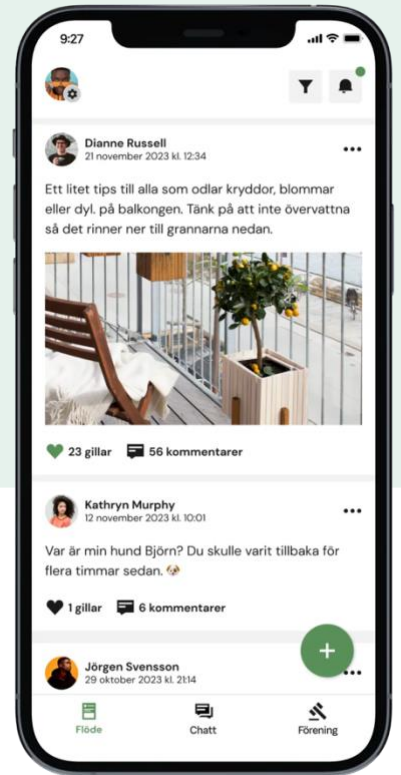 9:27
Dianne Russell
21 november 2023 kl. 12:34
Ett litet tips till alla som odlar kryddor, blommar
eller dyl. på balkongen. Tänk på att inte övervattna
så det rinner ner till grannarna nedan.
23 gillar 56 kommentarer
Kathryn Murphy
12 november 2023 kl. 10:01
Var är min hund Björn? Du skulle varit tillbaka för
flera timmar sedan. 🐶
1 gillar 6 kommentarer
Jörgen Svensson
29 oktober 2023 kl. 21:14
+
Flöde Chatt Förening